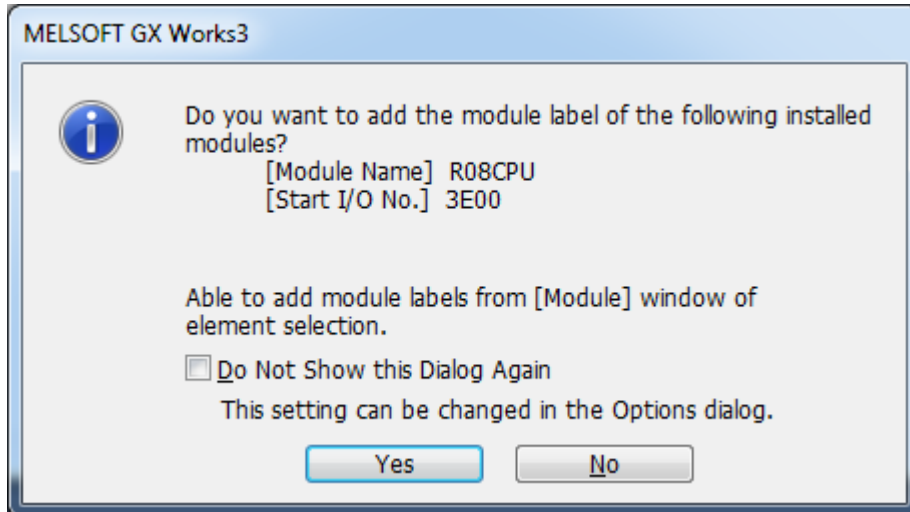 MELSOFT GX Works3
Do you want to add the module label of the following installed
modules?
[Module Name] R08CPU
[Start I/O No.] 3E00
Able to add module labels from [Module] window of
element selection.
Do Not Show this Dialog Again
This setting can be changed in the Options dialog.
Yes
No